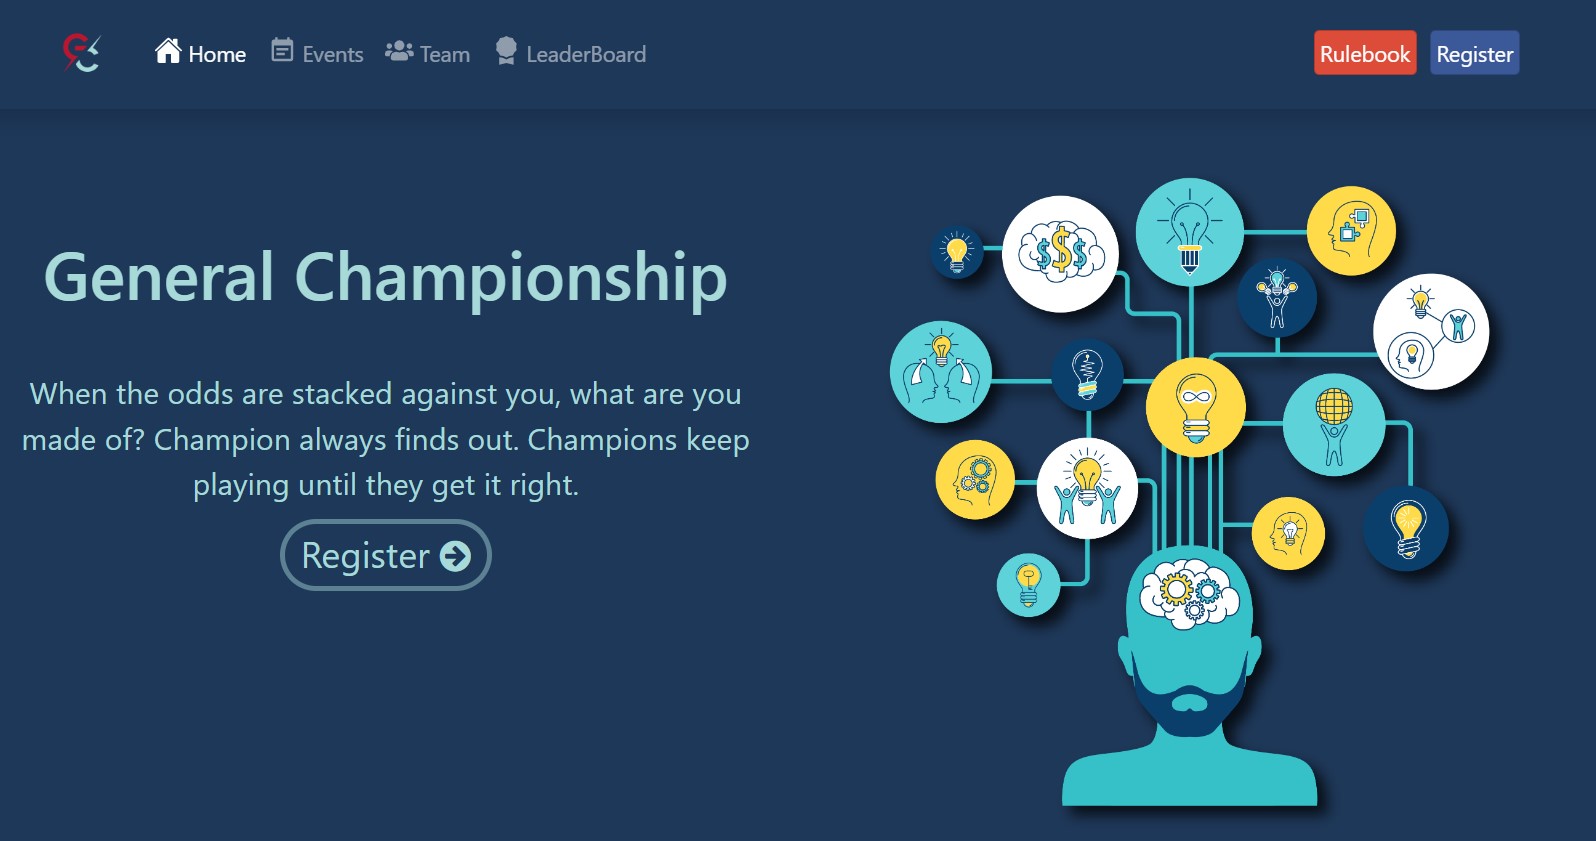 Home Events Team LeaderBoard Rulebook Register
General Championship
When the odds are stacked against you, what are you
made of? Champion always finds out. Champions keep
playing until they get it right.
Register
$ $ $